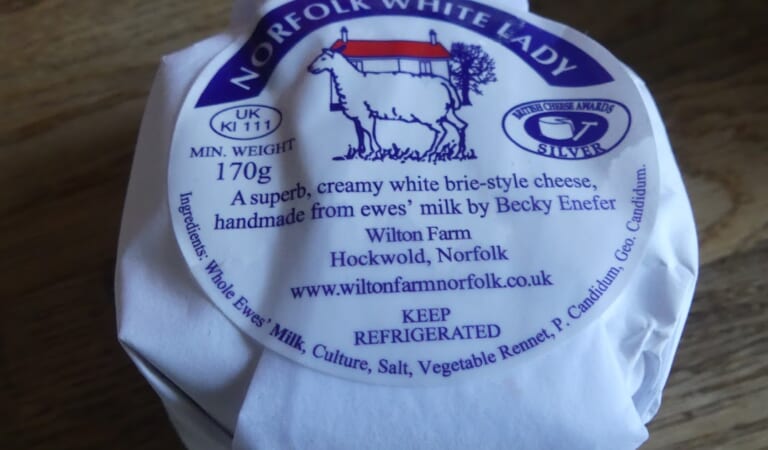 NORFOLK WHITE LADY
UK
KI 111
BRITISH CHEESE AWARDS
SILVER
MIN. WEIGHT
170g
A superb, creamy white brie-style cheese,
handmade from ewes' milk by Becky Enefer
Wilton Farm
Hockwold, Norfolk
www.wiltonfarmnorfolk.co.uk
KEEP
REFRIGERATED
Ingredients: Whole Ewes' Milk, Culture, Salt, Vegetable Rennet, P. Candidum, Geo. Candidum.